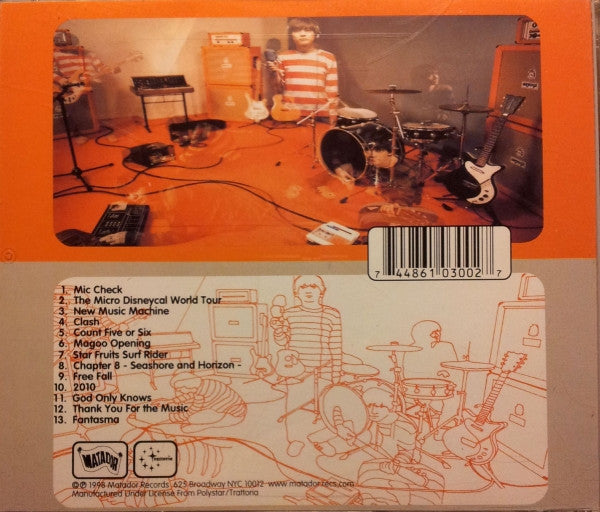 7 44861 03002 7
1. Mic Check
2. The Micro Disneycal World Tour
3. New Music Machine
4. Clash
5. Count Five or Six
6. Magoo Opening
7. Star Fruits Surf Rider
8. Chapter 8 - Seashore and Horizon -
9. Free Fall
10. 2010
11. God Only Knows
12. Thank You For the Music
13. Fantasma
MATADOR
trattoria
©℗ 1998 Matador Records 625 Broadway NYC 10012 www.matador.recs.com
Manufactured Under License From Polystar/Trattoria